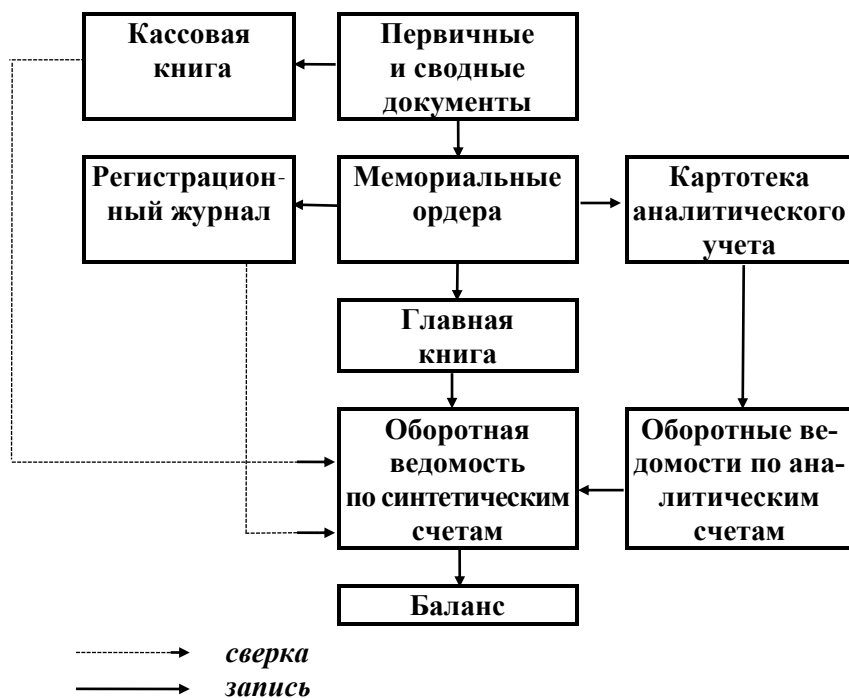 Кассовая
книга
Первичные
и сводные
документы
Регистрацион-
ный журнал
Мемориальные
ордера
Картотека
аналитического
учета
Главная
книга
Оборотная
ведомость
по синтетическим
счетам
Оборотные ве-
домости по ана-
литическим
счетам
Баланс
сверка
запись